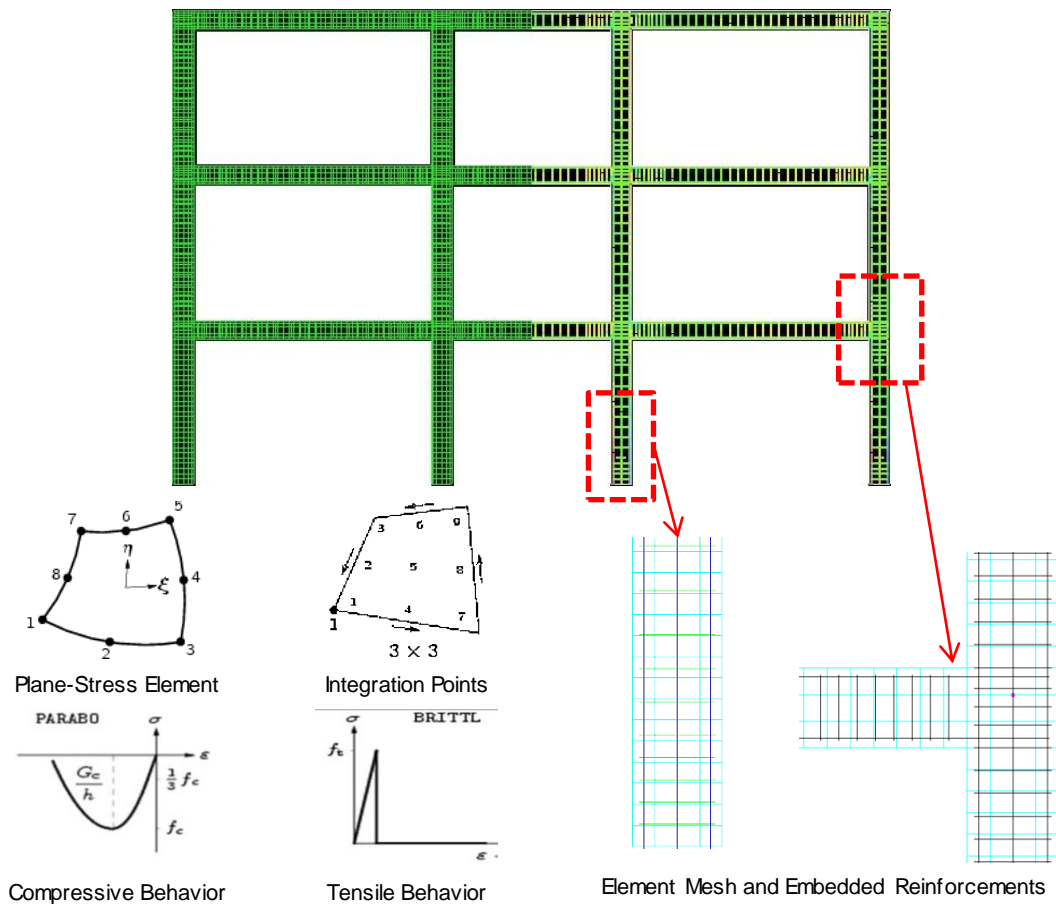 5
7 6
η
8 ξ 4
1
2 3
Plane-Stress Element
3 6 9
2 5 8
1 4 7
1
3 × 3
Integration Points
PARABO σ
ε
G_c/h
1/3 f_c
f_c
Compressive Behavior
σ BRITTL
f_t
ε
Tensile Behavior
Element Mesh and Embedded Reinforcements